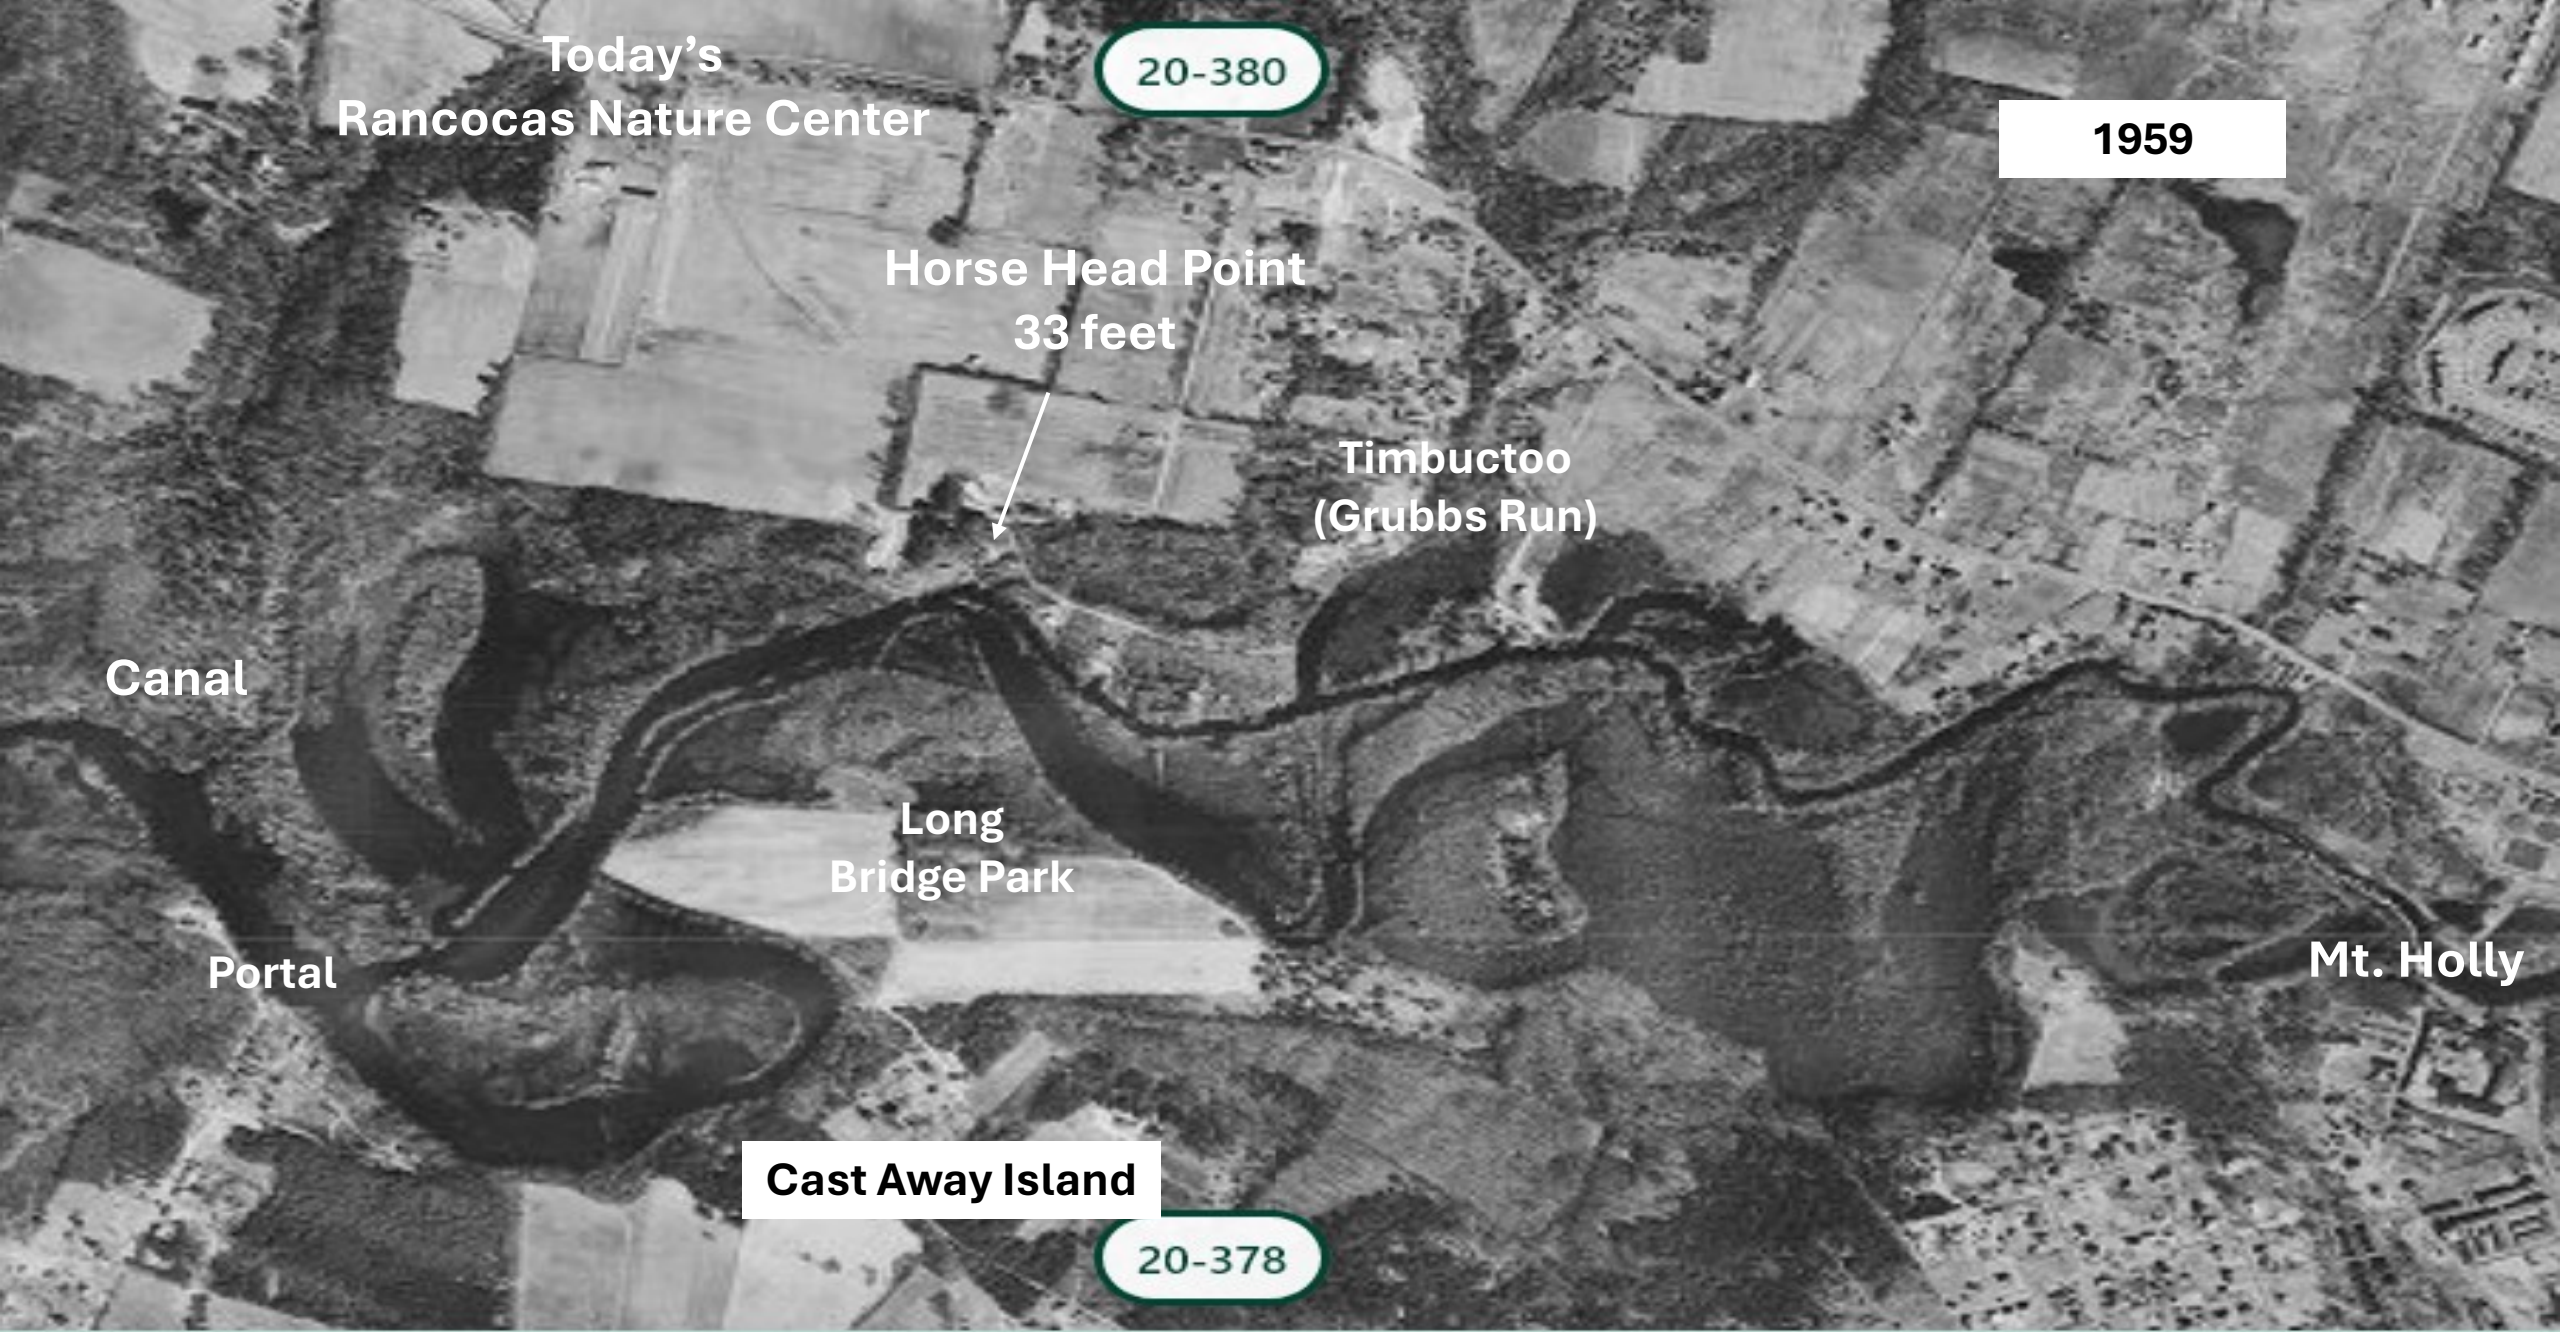 Today’s
Rancocas Nature Center
20-380
1959
Horse Head Point
33 feet
Timbuctoo
(Grubbs Run)
Canal
Long
Bridge Park
Portal
Mt. Holly
Cast Away Island
20-378